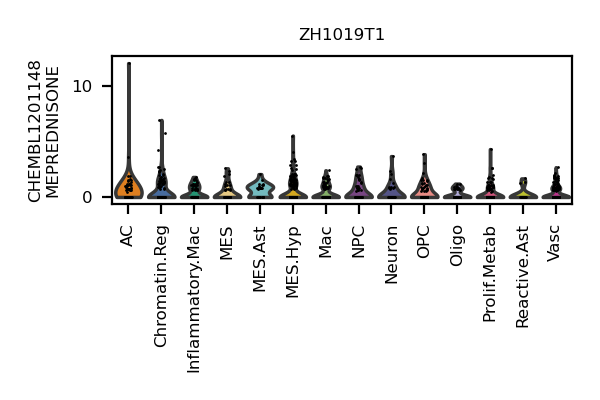 ZH1019T1
CHEMBL1201148
MEPREDNISONE
10
0
AC
Chromatin.Reg
Inflammatory.Mac
MES
MES.Ast
MES.Hyp
Mac
NPC
Neuron
OPC
Oligo
Prolif.Metab
Reactive.Ast
Vasc